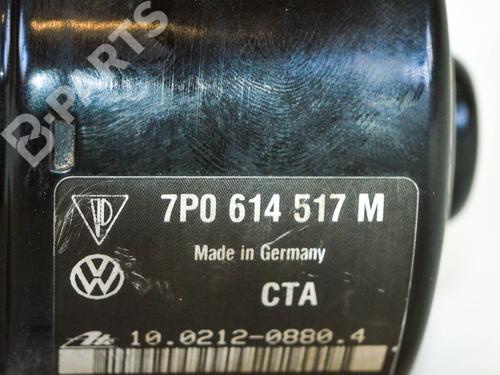 B-PARTS
7P0 614 517 M
Made in Germany
CTA
10.0212-0880.4